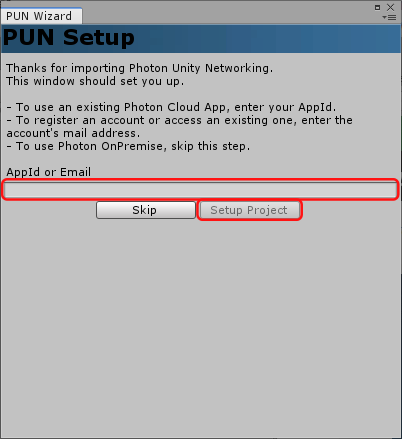 PUN Wizard
PUN Setup
Thanks for importing Photon Unity Networking.
This window should set you up.
- To use an existing Photon Cloud App, enter your AppId.
- To register an account or access an existing one, enter the
account's mail address.
- To use Photon OnPremise, skip this step.
AppId or Email
Skip
Setup Project